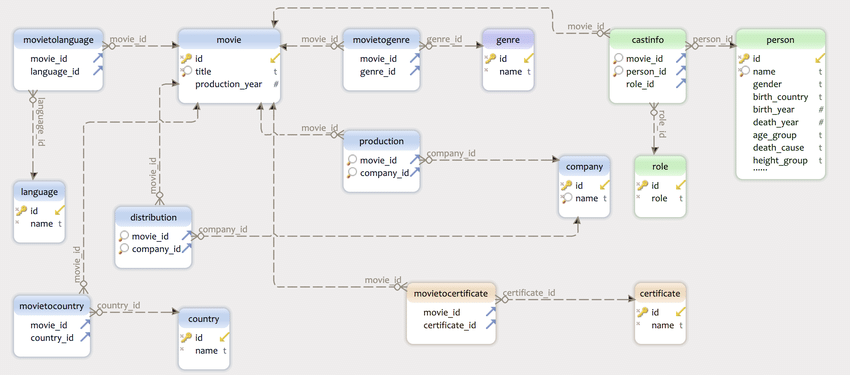 movie_id
movietolanguage
movie_id
language_id
movie_id
movie
id
title t
production_year #
movie_id
movietogenre
movie_id
genre_id
genre_id
genre
id
name t
castinfo
movie_id
person_id
role_id
person_id
person
id
name t
gender t
birth_country t
birth_year #
death_year #
age_group t
death_cause t
height_group t
......
language_id
role_id
movie_id
production
movie_id
company_id
company_id
company
id
name t
role
id
role t
language
id
name t
movie_id
distribution
movie_id
company_id
company_id
movie_id
movietocountry
movie_id
country_id
country_id
country
id
name t
movie_id
movietocertificate
movie_id
certificate_id
certificate_id
certificate
id
name t